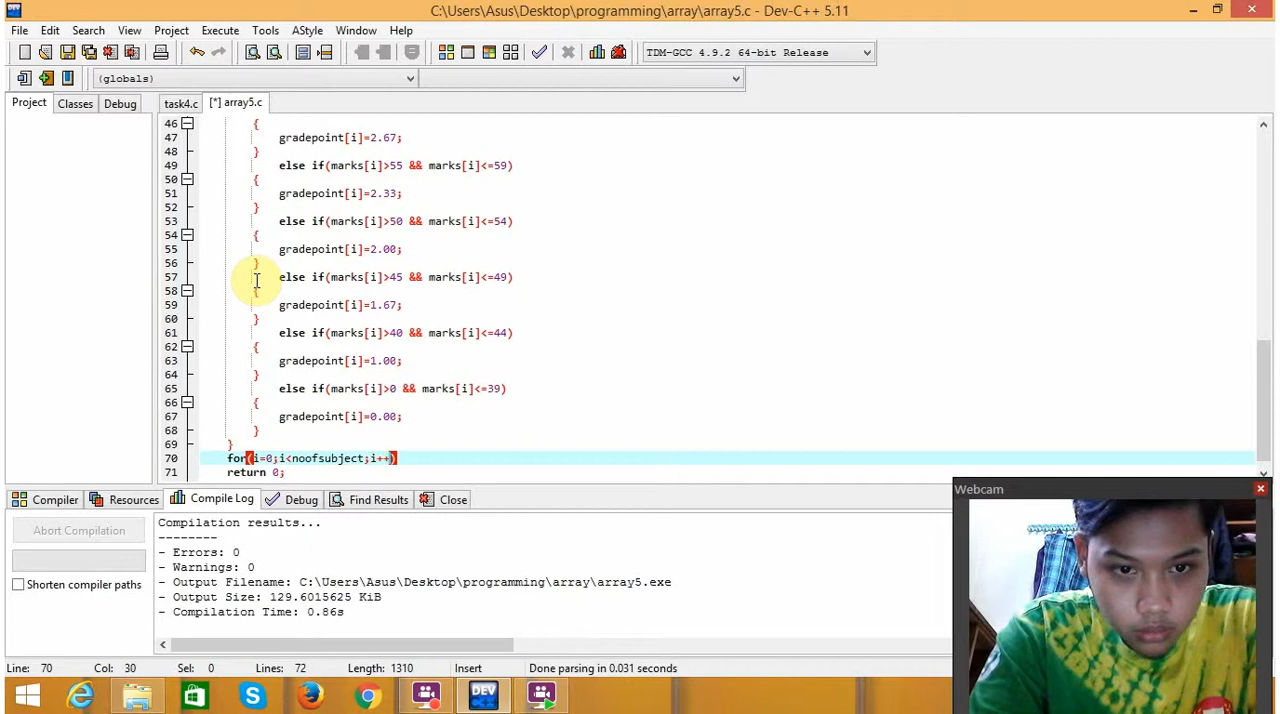 C:\Users\Asus\Desktop\programming\array\array5.c - Dev-C++ 5.11
File Edit Search View Project Execute Tools AStyle Window Help
TDM-GCC 4.9.2 64-bit Release
(globals)
Project Classes Debug task4.c [*] array5.c
46 {
47 gradepoint[i]=2.67;
48 }
49 else if(marks[i]>55 && marks[i]<=59)
50 {
51 gradepoint[i]=2.33;
52 }
53 else if(marks[i]>50 && marks[i]<=54)
54 {
55 gradepoint[i]=2.00;
56 }
57 else if(marks[i]>45 && marks[i]<=49)
58 {
59 gradepoint[i]=1.67;
60 }
61 else if(marks[i]>40 && marks[i]<=44)
62 {
63 gradepoint[i]=1.00;
64 }
65 else if(marks[i]>0 && marks[i]<=39)
66 {
67 gradepoint[i]=0.00;
68 }
69 }
70 for(i=0;i<noofsubject;i++)
71 return 0;
Compiler Resources Compile Log Debug Find Results Close
Webcam
Abort Compilation
Shorten compiler paths
Compilation results...
--------
- Errors: 0
- Warnings: 0
- Output Filename: C:\Users\Asus\Desktop\programming\array\array5.exe
- Output Size: 129.6015625 KiB
- Compilation Time: 0.86s
Line: 70 Col: 30 Sel: 0 Lines: 72 Length: 1310 Insert Done parsing in 0.031 seconds
DEV